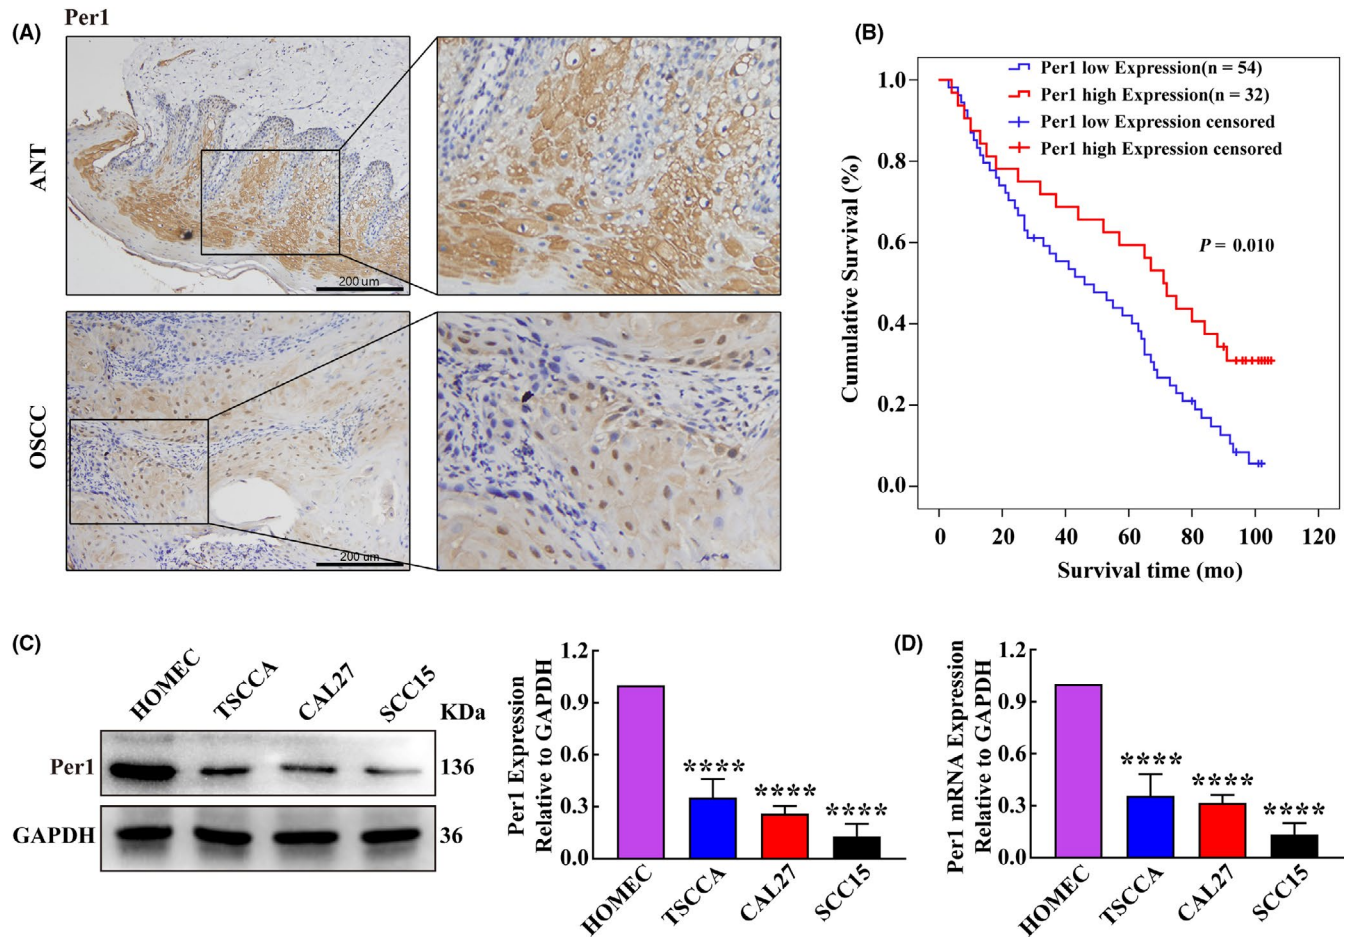 Per1
(A)
ANT
200 um
OSCC
200 um
(B)
Per1 low Expression(n = 54)
Per1 high Expression(n = 32)
Per1 low Expression censored
Per1 high Expression censored
P = 0.010
Cumulative Survival (%)
1.0
0.8
0.6
0.4
0.2
0.0
0 20 40 60 80 100 120
Survival time (mo)
(C)
HOMEC TSCCA CAL27 SCC15
KDa
Per1 136
GAPDH 36
Per1 Expression
Relative to GAPDH
1.2
0.9
0.6
0.3
0.0
**** **** ****
HOMEC TSCCA CAL27 SCC15
(D)
Per1 mRNA Expression
Relative to GAPDH
1.2
0.9
0.6
0.3
0.0
**** **** ****
HOMEC TSCCA CAL27 SCC15